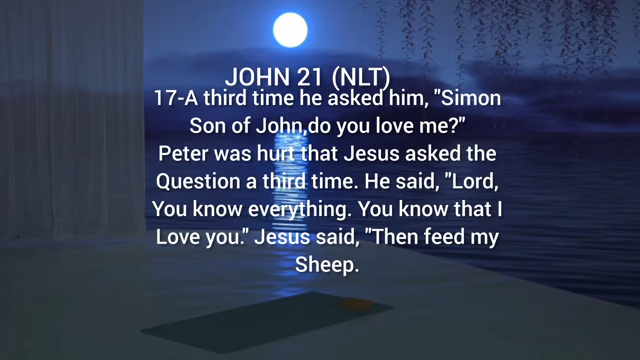 JOHN 21 (NLT)
17-A third time he asked him, "Simon
Son of John,do you love me?"
Peter was hurt that Jesus asked the
Question a third time. He said, "Lord,
You know everything. You know that I
Love you." Jesus said, "Then feed my
Sheep.